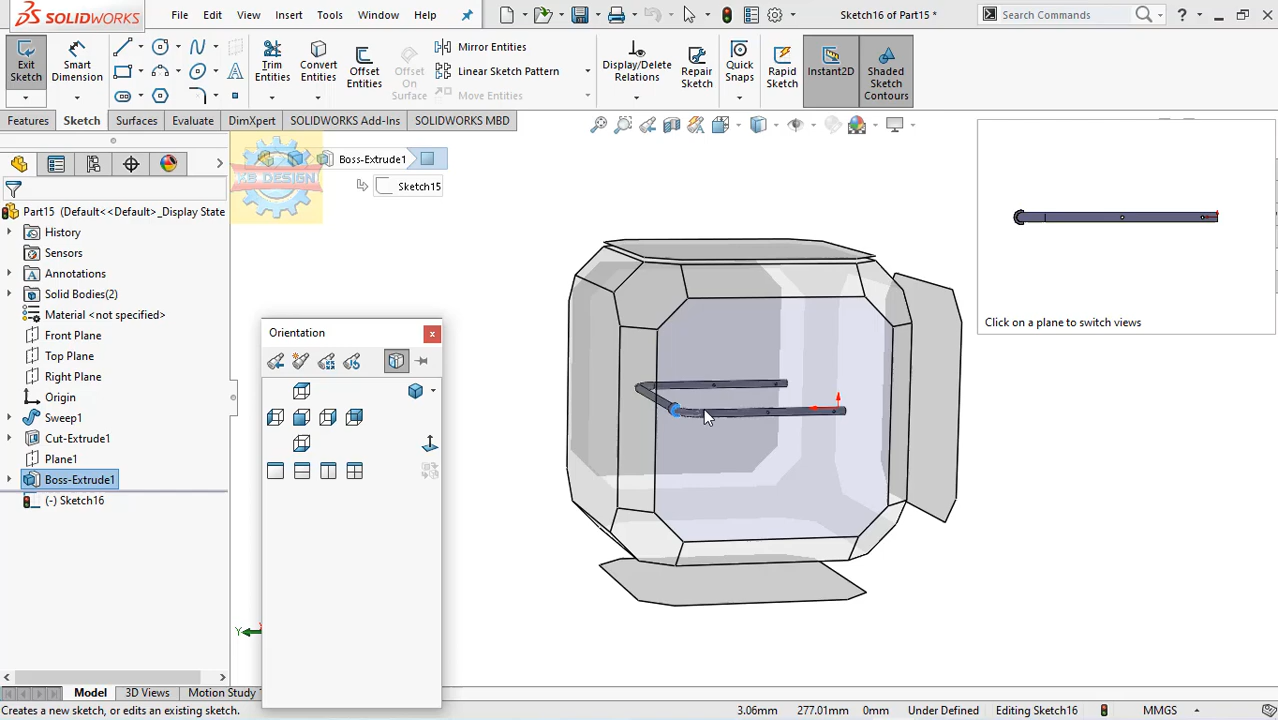 3S SOLIDWORKS
File Edit View Insert Tools Window Help
Sketch16 of Part15 *
Search Commands
?
Exit Sketch
Smart Dimension
Trim Entities
Convert Entities
Offset Entities
Offset On Surface
Mirror Entities
Linear Sketch Pattern
Move Entities
Display/Delete Relations
Repair Sketch
Quick Snaps
Rapid Sketch
Instant2D
Shaded Sketch Contours
Features Sketch Surfaces Evaluate DimXpert SOLIDWORKS Add-Ins SOLIDWORKS MBD
KB DESIGN
Boss-Extrude1
Sketch15
Part15 (Default<<Default>_Display State
History
Sensors
Annotations
Solid Bodies(2)
Material <not specified>
Front Plane
Top Plane
Right Plane
Origin
Sweep1
Cut-Extrude1
Plane1
Boss-Extrude1
(-) Sketch16
Orientation
Click on a plane to switch views
Y
Model 3D Views Motion Study 1
Creates a new sketch, or edits an existing sketch.
3.06mm 277.01mm 0mm Under Defined Editing Sketch16 MMGS